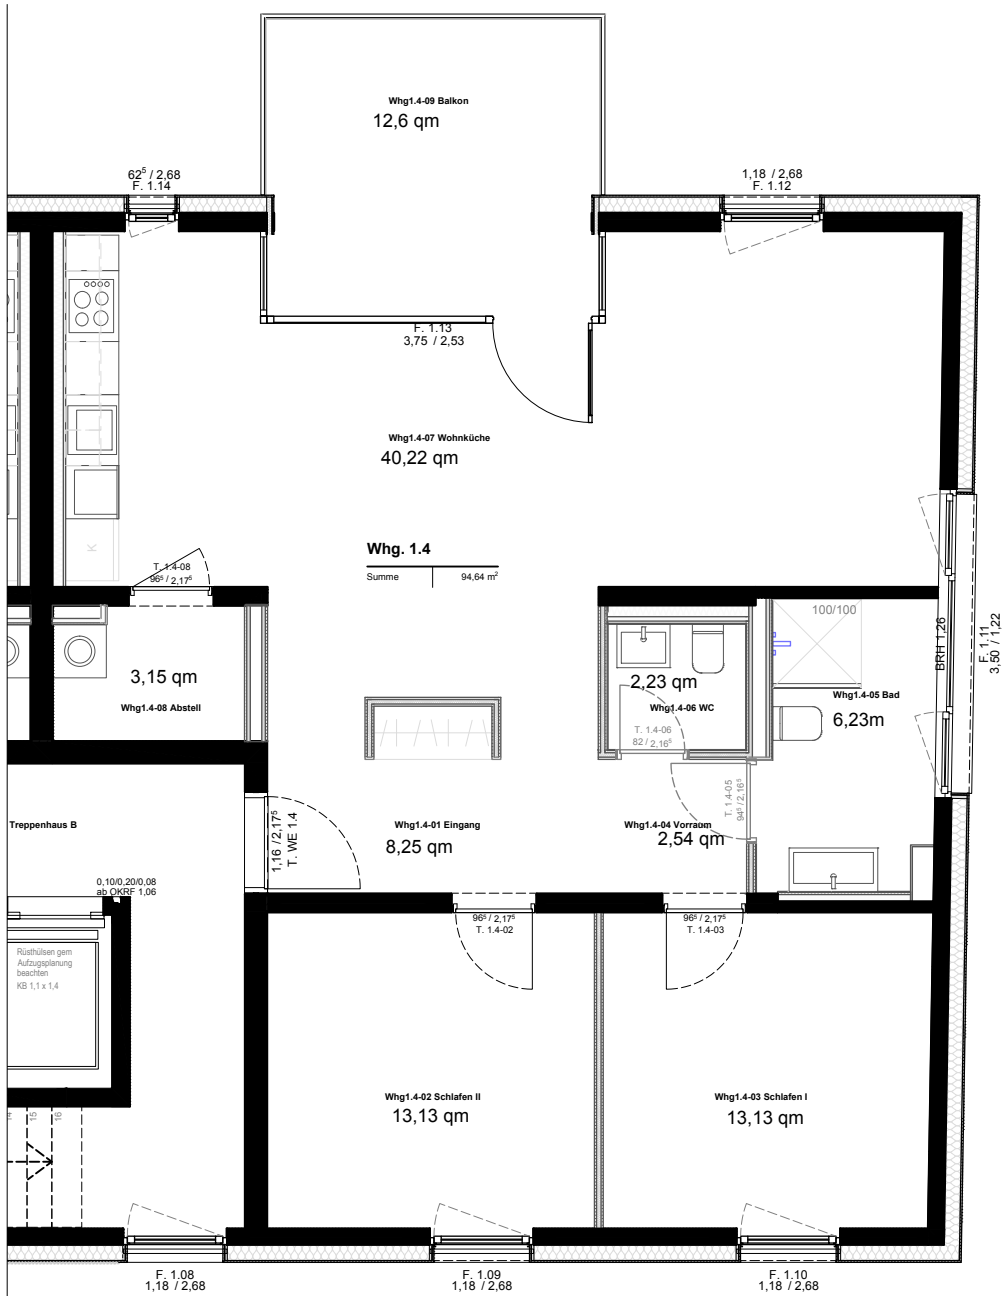 Whg1.4-09 Balkon
12,6 qm
62⁵ / 2,68
F. 1.14
1,18 / 2,68
F. 1.12
F. 1.13
3,75 / 2,53
Whg1.4-07 Wohnküche
40,22 qm
Whg. 1.4
Summe 94,64 m²
K
T. 1.4-08
96⁵ / 2,17⁵
3,15 qm
Whg1.4-08 Abstell
100/100
2,23 qm
Whg1.4-06 WC
T. 1.4-06
82 / 2,16⁵
Whg1.4-05 Bad
6,23m
BRH 1,26
F. 1.11
3,50 / 1,22
T. 1.4-05
94⁵ / 2,16⁵
Treppenhaus B
1,16 / 2,17⁵
T. WE 1.4
Whg1.4-01 Eingang
8,25 qm
Whg1.4-04 Vorraum
2,54 qm
0,10/0,20/0,08
ab OKRF 1,06
96⁵ / 2,17⁵
T. 1.4-02
96⁵ / 2,17⁵
T. 1.4-03
Rüsthülsen gem
Aufzugsplanung
beachten
KB 1,1 x 1,4
14
15
16
Whg1.4-02 Schlafen II
13,13 qm
Whg1.4-03 Schlafen I
13,13 qm
F. 1.08
1,18 / 2,68
F. 1.09
1,18 / 2,68
F. 1.10
1,18 / 2,68